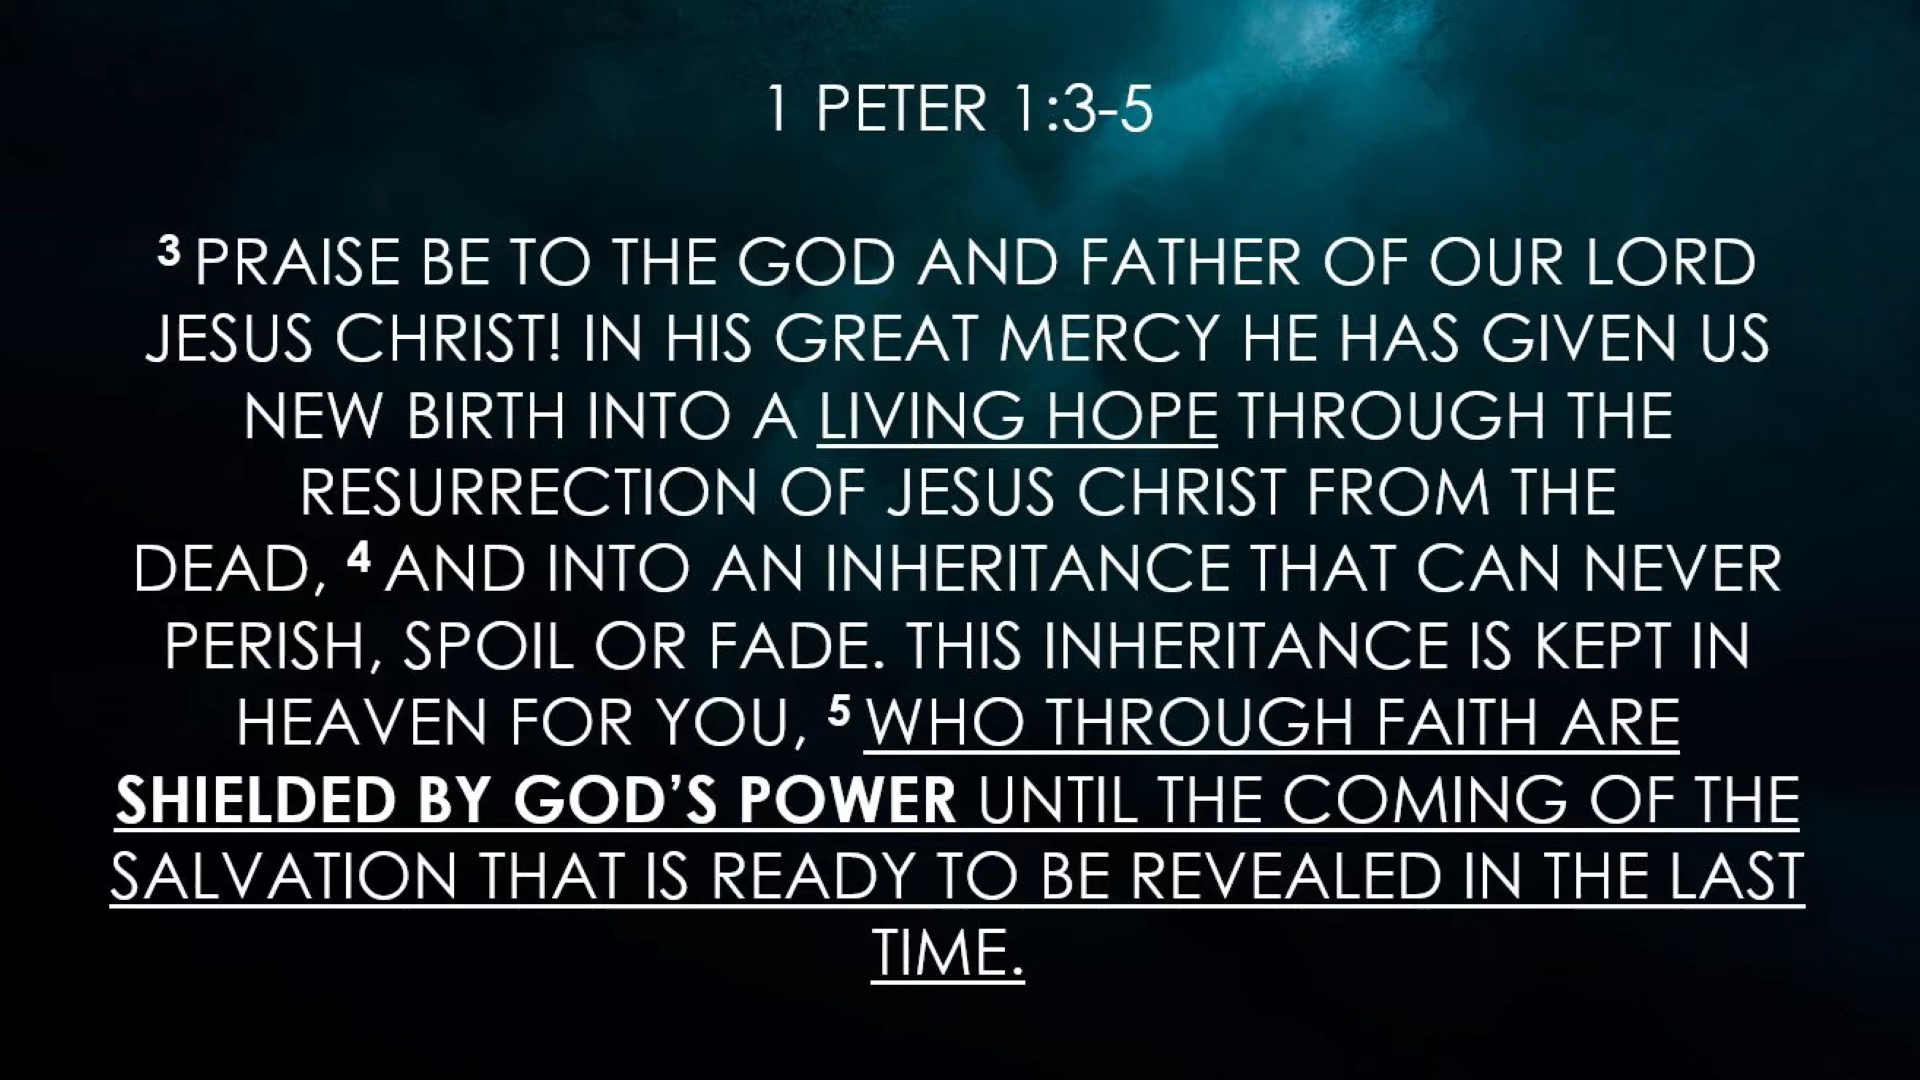 1 PETER 1:3-5
3 PRAISE BE TO THE GOD AND FATHER OF OUR LORD
JESUS CHRIST! IN HIS GREAT MERCY HE HAS GIVEN US
NEW BIRTH INTO A LIVING HOPE THROUGH THE
RESURRECTION OF JESUS CHRIST FROM THE
DEAD, 4 AND INTO AN INHERITANCE THAT CAN NEVER
PERISH, SPOIL OR FADE. THIS INHERITANCE IS KEPT IN
HEAVEN FOR YOU, 5 WHO THROUGH FAITH ARE
SHIELDED BY GOD’S POWER UNTIL THE COMING OF THE
SALVATION THAT IS READY TO BE REVEALED IN THE LAST
TIME.